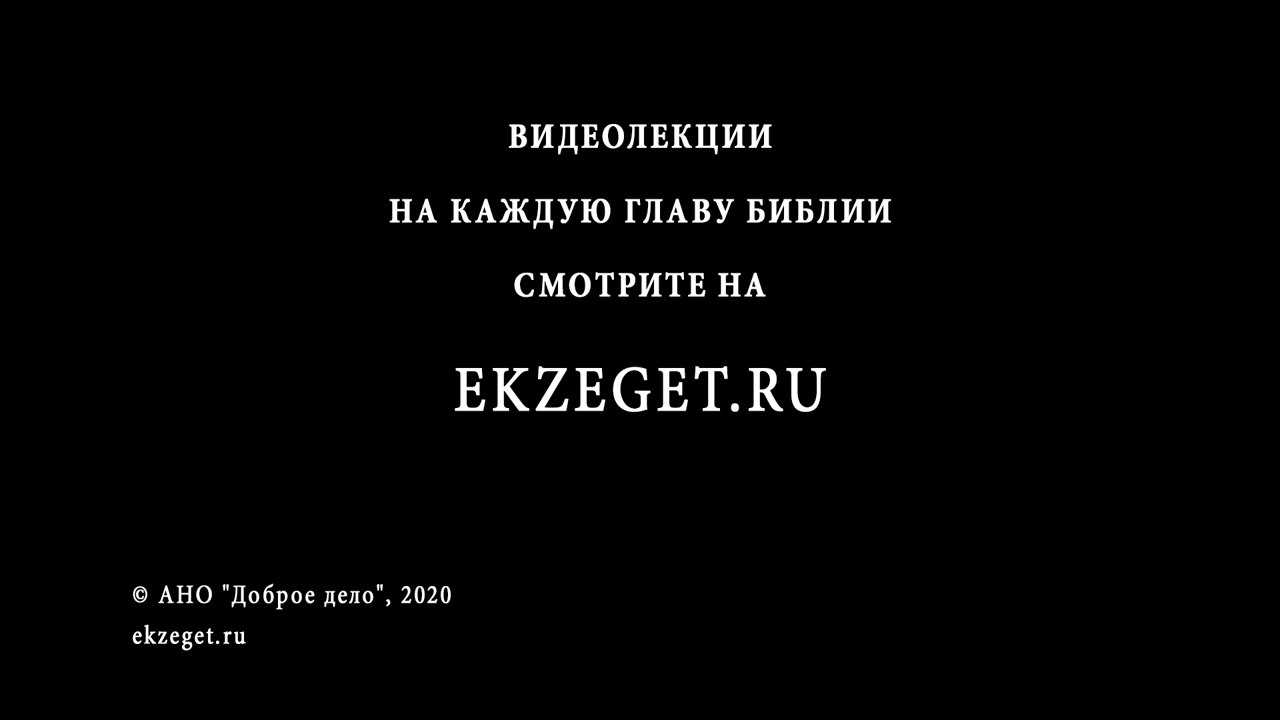 ВИДЕОЛЕКЦИИ
НА КАЖДУЮ ГЛАВУ БИБЛИИ
СМОТРИТЕ НА
EKZEGET.RU
© АНО "Доброе дело", 2020
ekzeget.ru